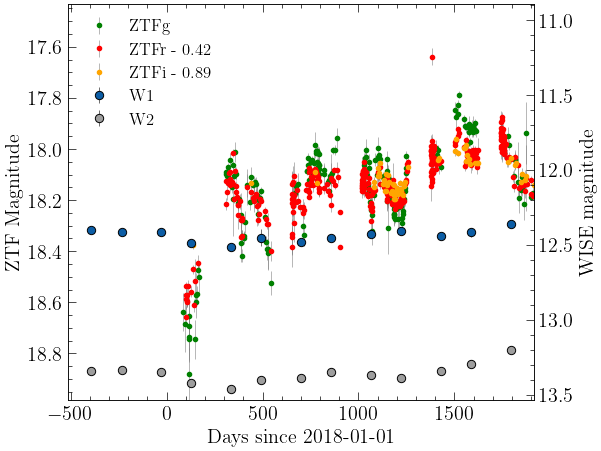 ZTFg
ZTFr - 0.42
ZTFi - 0.89
W1
W2
17.6
17.8
18.0
18.2
18.4
18.6
18.8
ZTF Magnitude
11.0
11.5
12.0
12.5
13.0
13.5
WISE magnitude
−500 0 500 1000 1500
Days since 2018-01-01